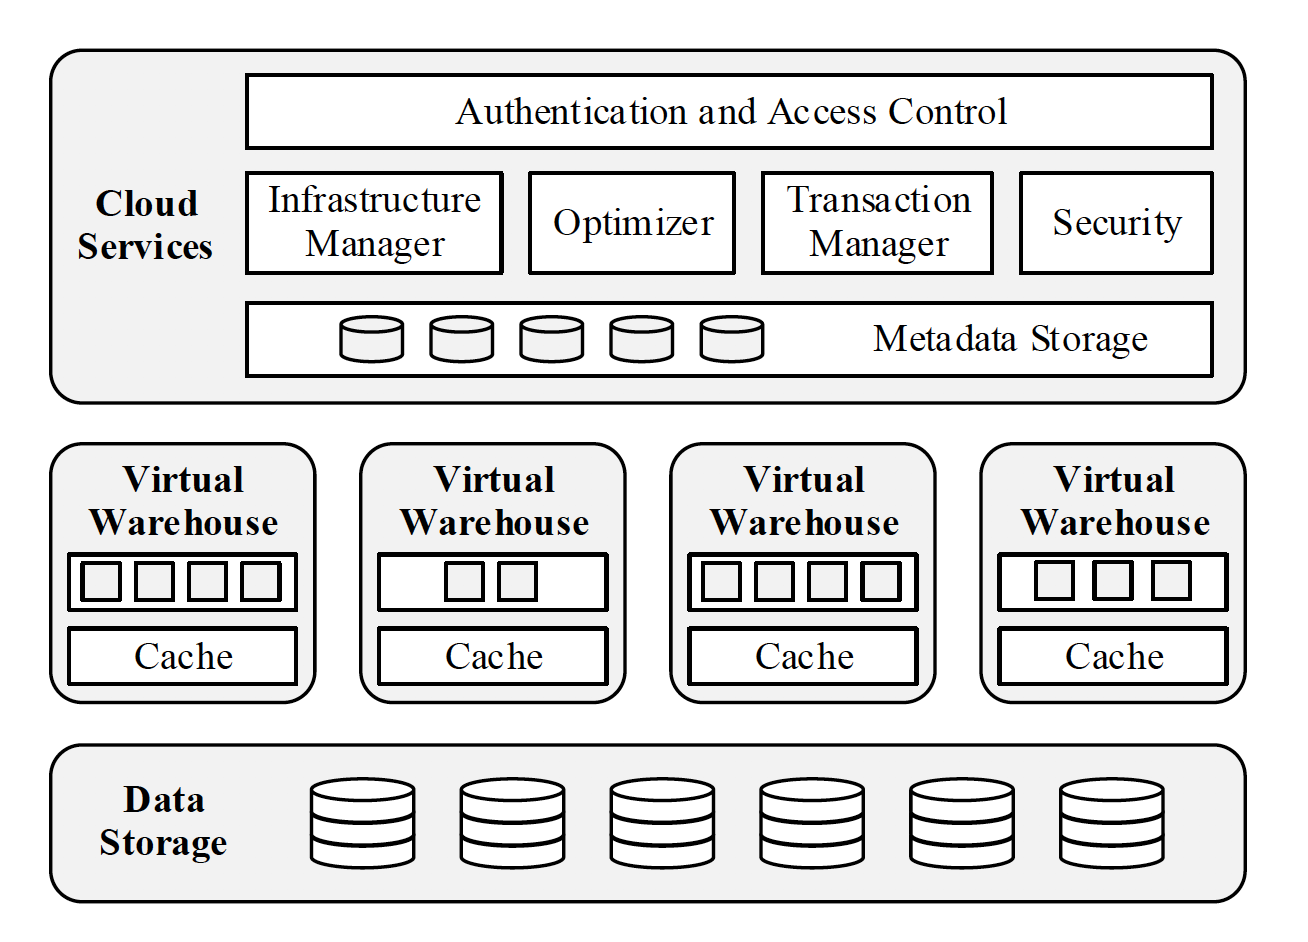 Authentication and Access Control
Cloud
Services
Infrastructure
Manager
Optimizer
Transaction
Manager
Security
Metadata Storage
Virtual
Warehouse
Cache
Virtual
Warehouse
Cache
Virtual
Warehouse
Cache
Virtual
Warehouse
Cache
Data
Storage